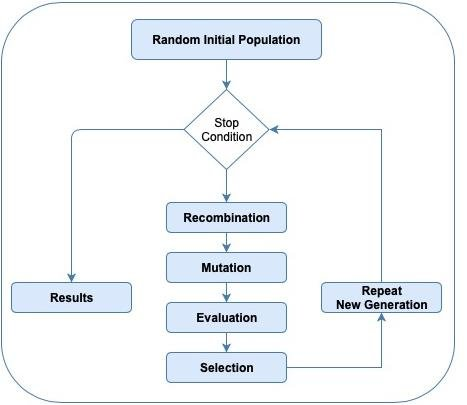 Random Initial Population
Stop
Condition
Recombination
Mutation
Results
Repeat
New Generation
Evaluation
Selection